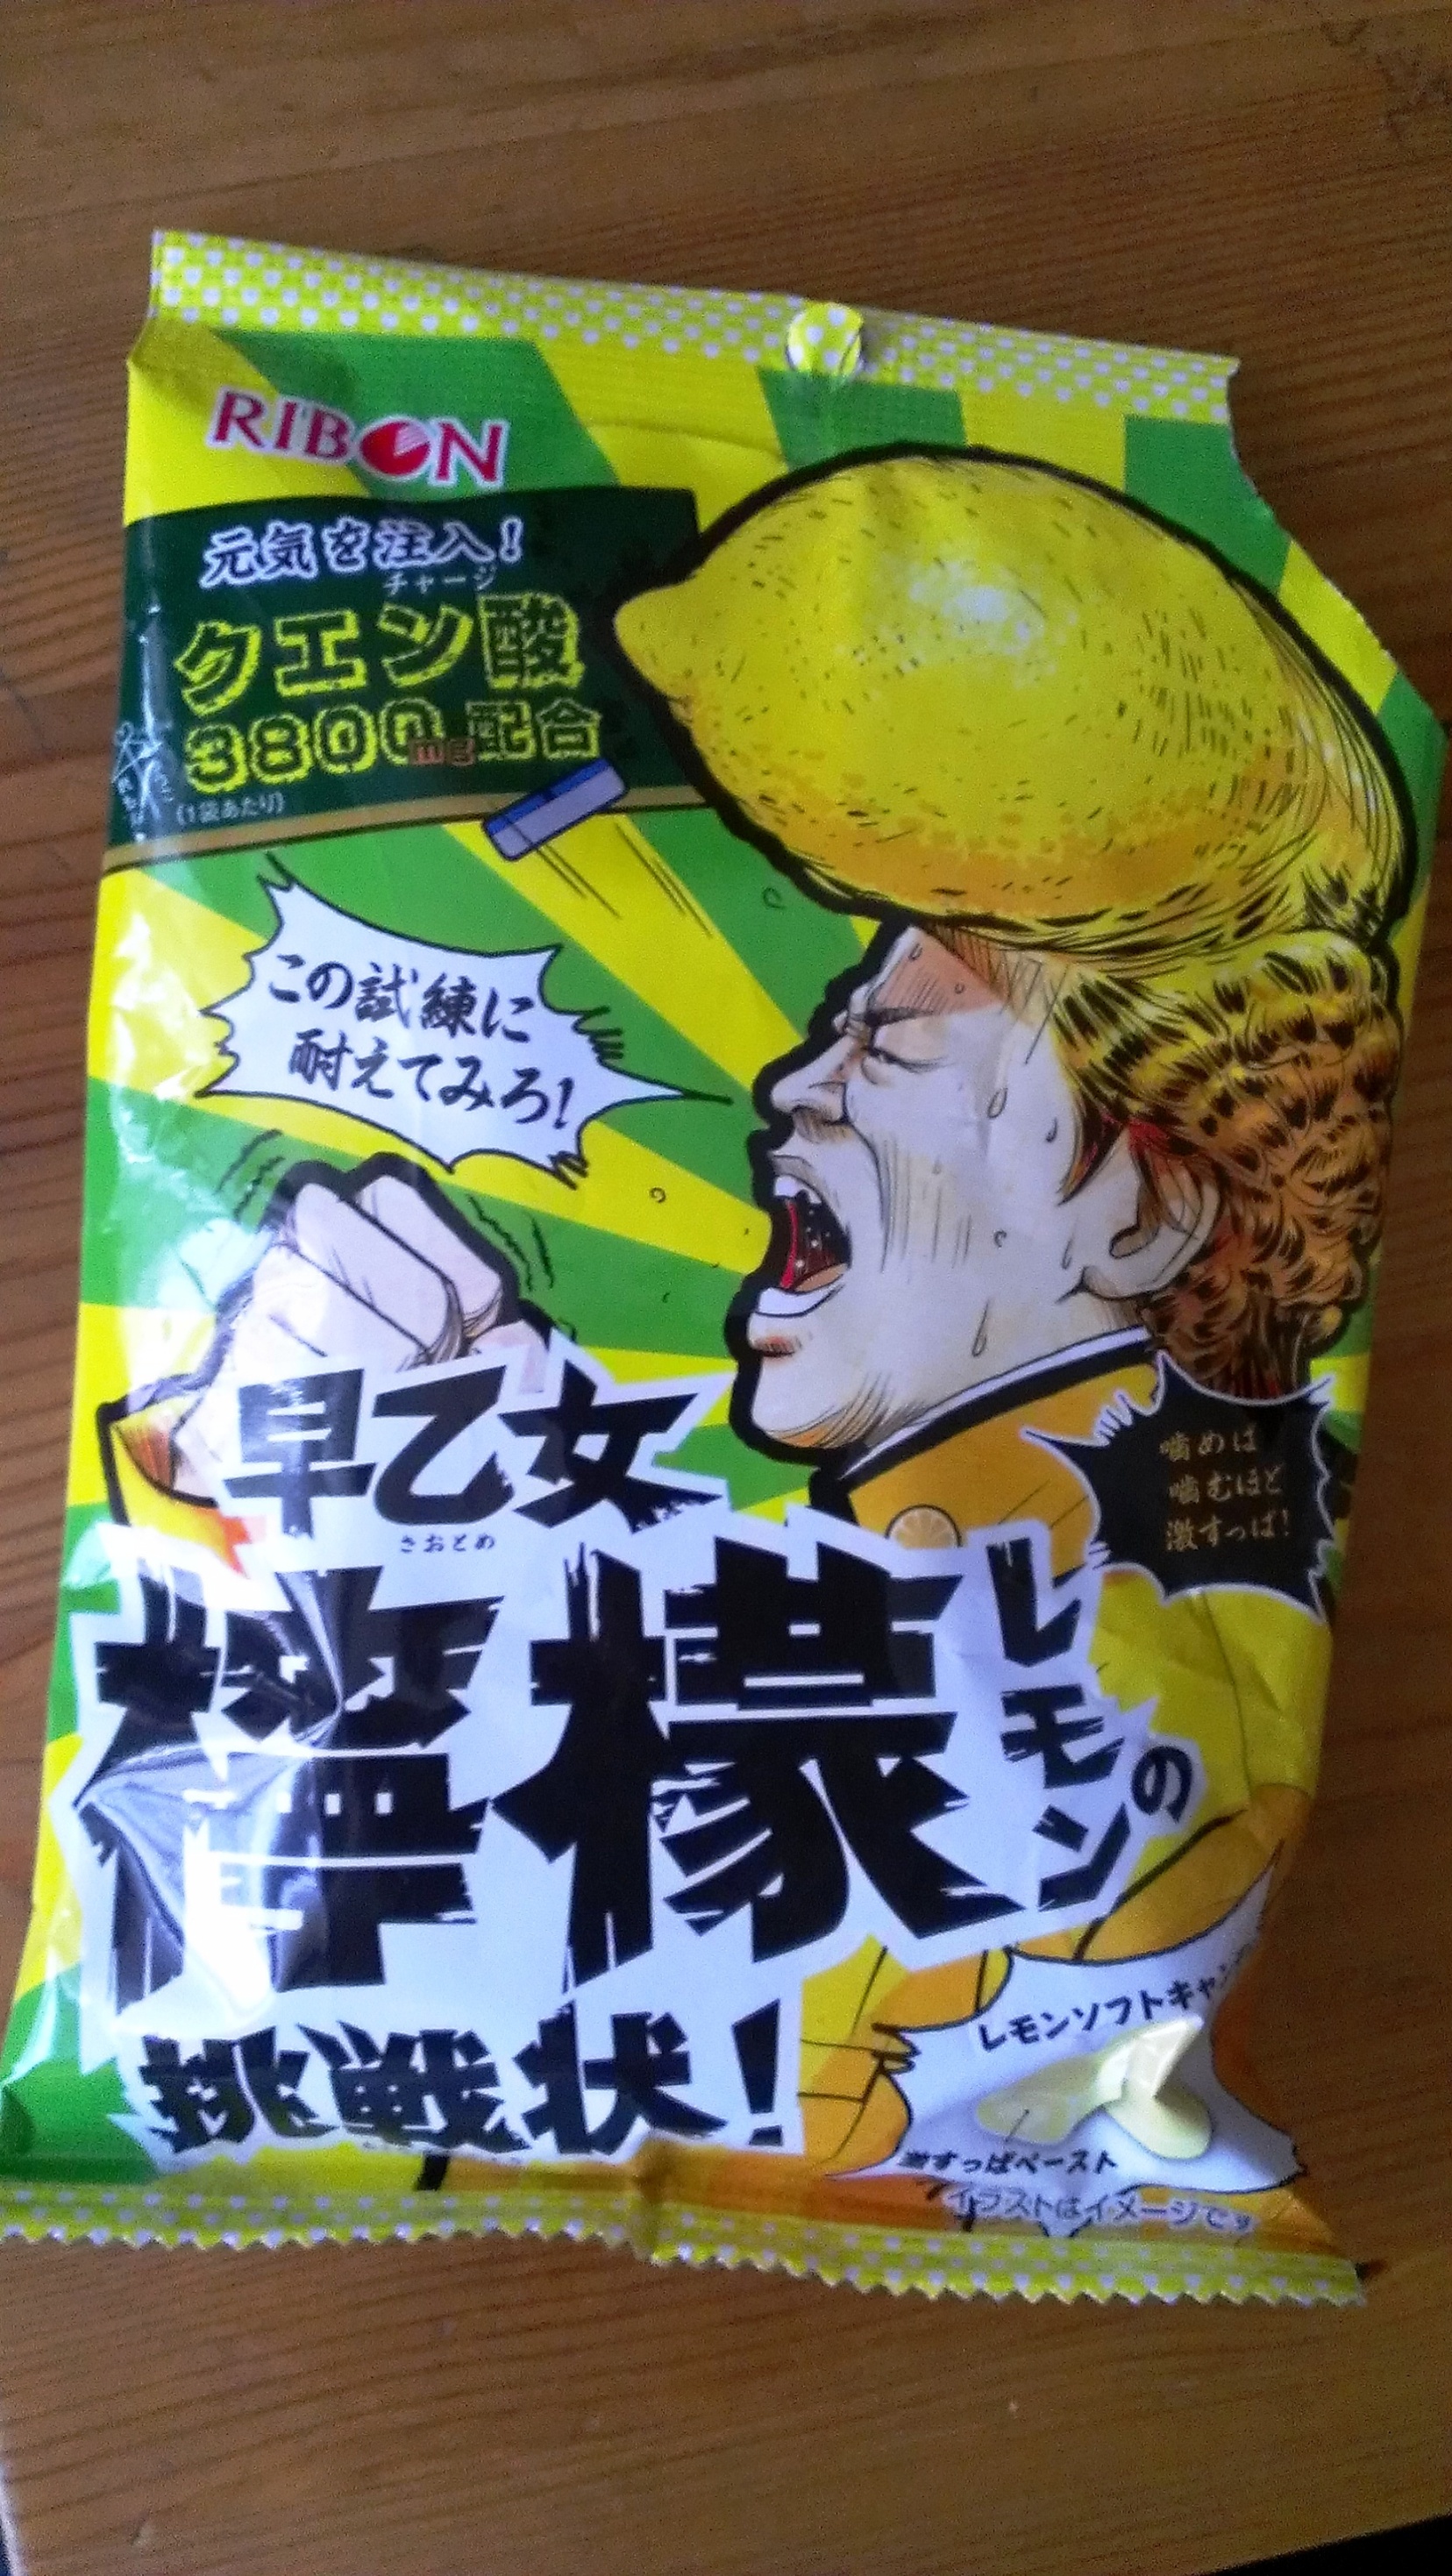 RIBON
元気を注入!
チャージ
クエン酸
3800mg配合
(1袋あたり)
この試練に
耐えてみろ!
早乙女
さおとめ
檸檬の
レモン
挑戦状!
噛めば
噛むほど
激すっぱ!
レモンソフトキャン
激すっぱペースト
イラストはイメージです